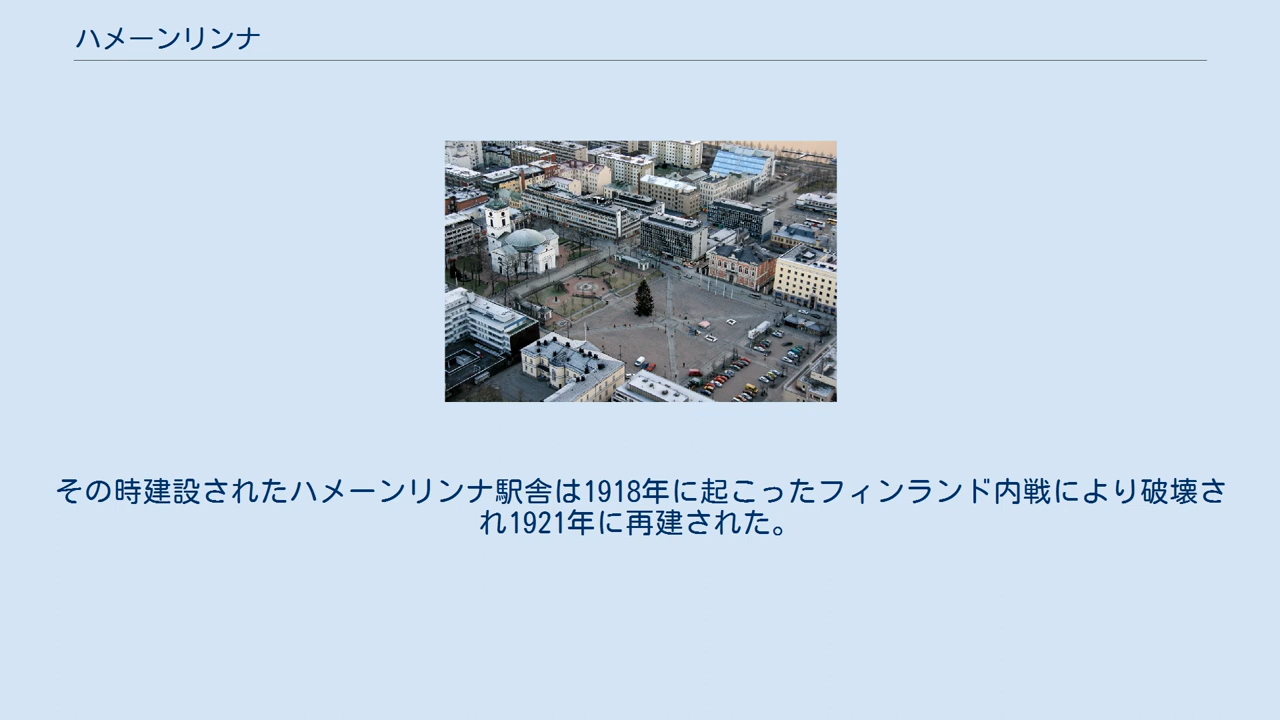 ハメーンリンナ
その時建設されたハメーンリンナ駅舎は1918年に起こったフィンランド内戦により破壊さ
れ1921年に再建された。